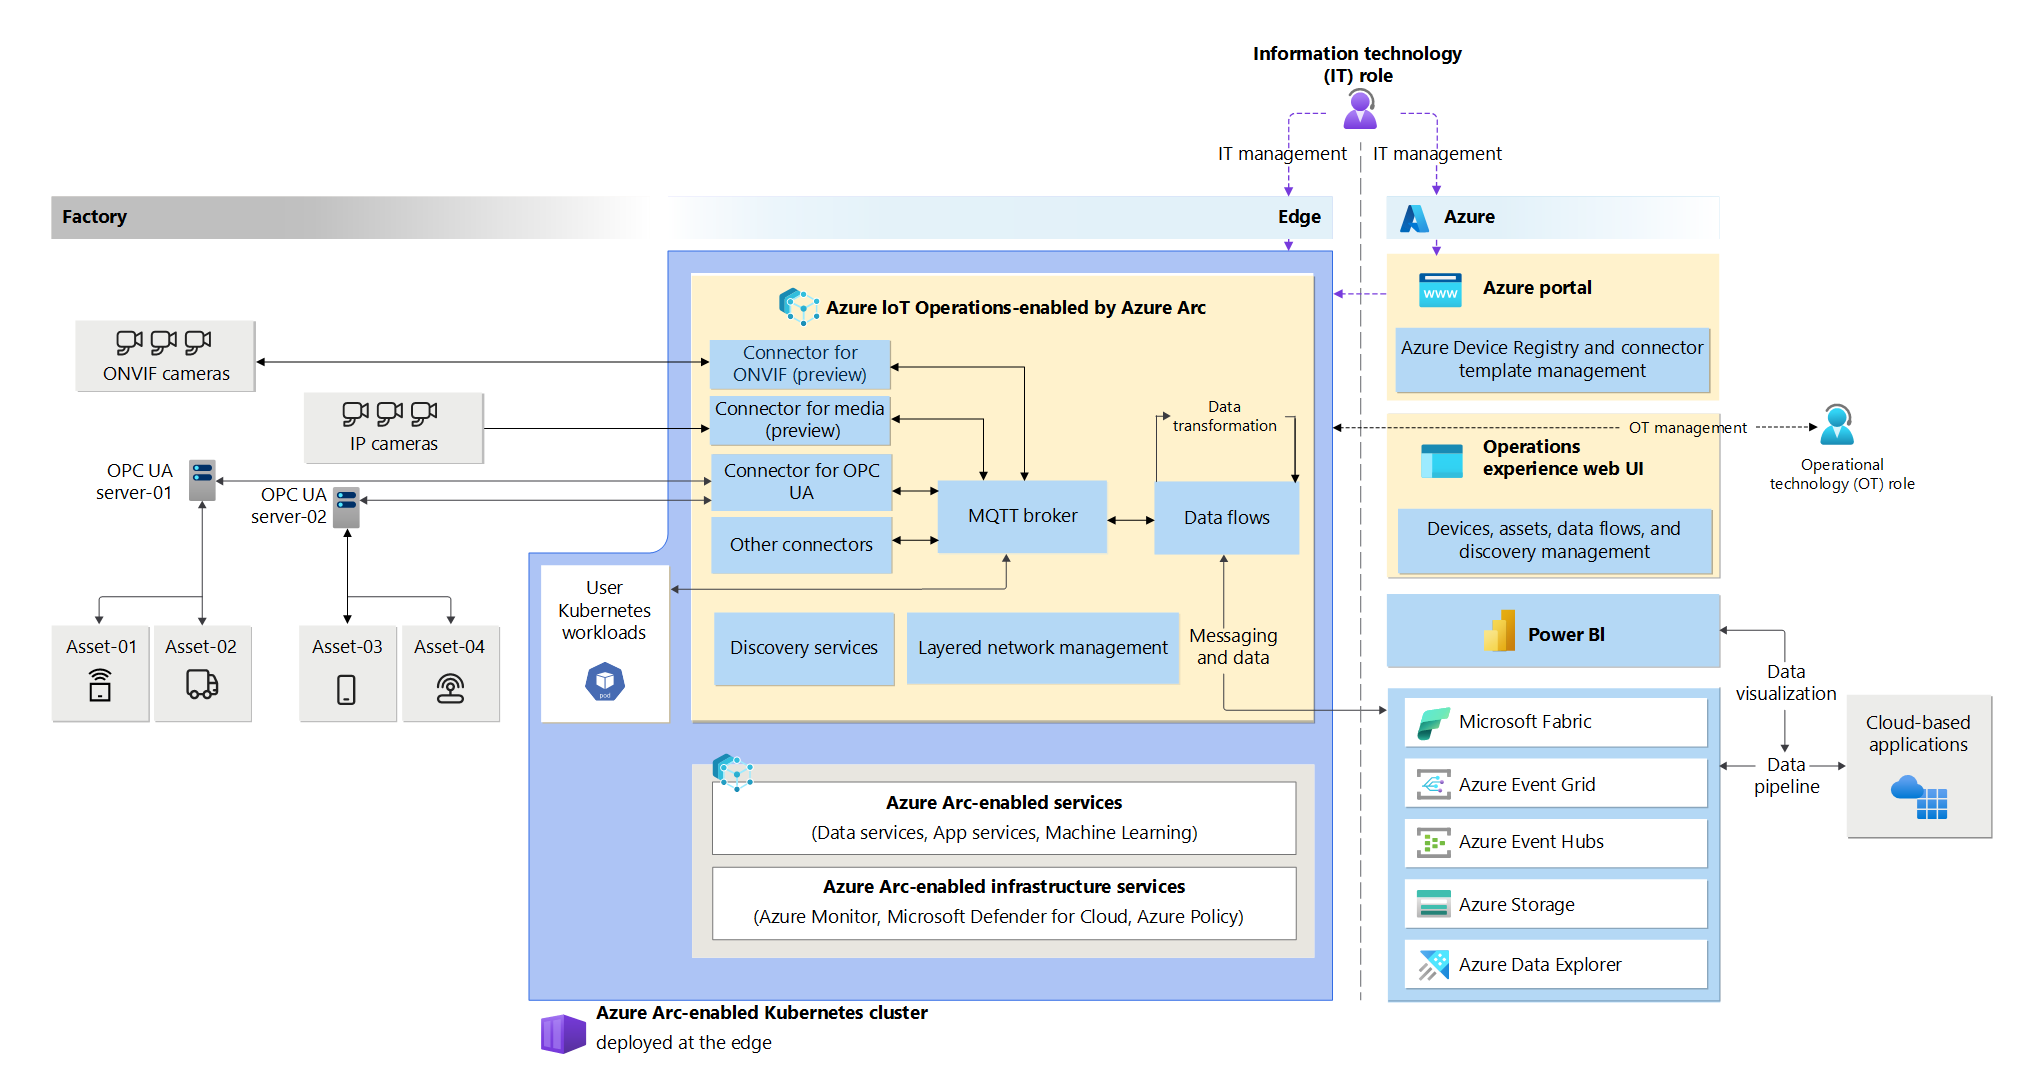 Information technology
(IT) role
IT management
IT management
Factory
Edge
Azure
Azure IoT Operations-enabled by Azure Arc
Azure portal
Azure Device Registry and connector
template management
ONVIF cameras
Connector for
ONVIF (preview)
IP cameras
Connector for media
(preview)
Data
transformation
OT management
Operations
experience web UI
Operational
technology (OT) role
OPC UA
server-01
OPC UA
server-02
Connector for OPC
UA
MQTT broker
Data flows
Other connectors
Devices, assets, data flows, and
discovery management
User
Kubernetes
workloads
pod
Asset-01
Asset-02
Asset-03
Asset-04
Discovery services
Layered network management
Messaging
and data
Power BI
Data
visualization
Data
pipeline
Cloud-based
applications
www
Microsoft Fabric
Azure Event Grid
Azure Event Hubs
Azure Storage
Azure Data Explorer
Azure Arc-enabled services
(Data services, App services, Machine Learning)
Azure Arc-enabled infrastructure services
(Azure Monitor, Microsoft Defender for Cloud, Azure Policy)
Azure Arc-enabled Kubernetes cluster
deployed at the edge